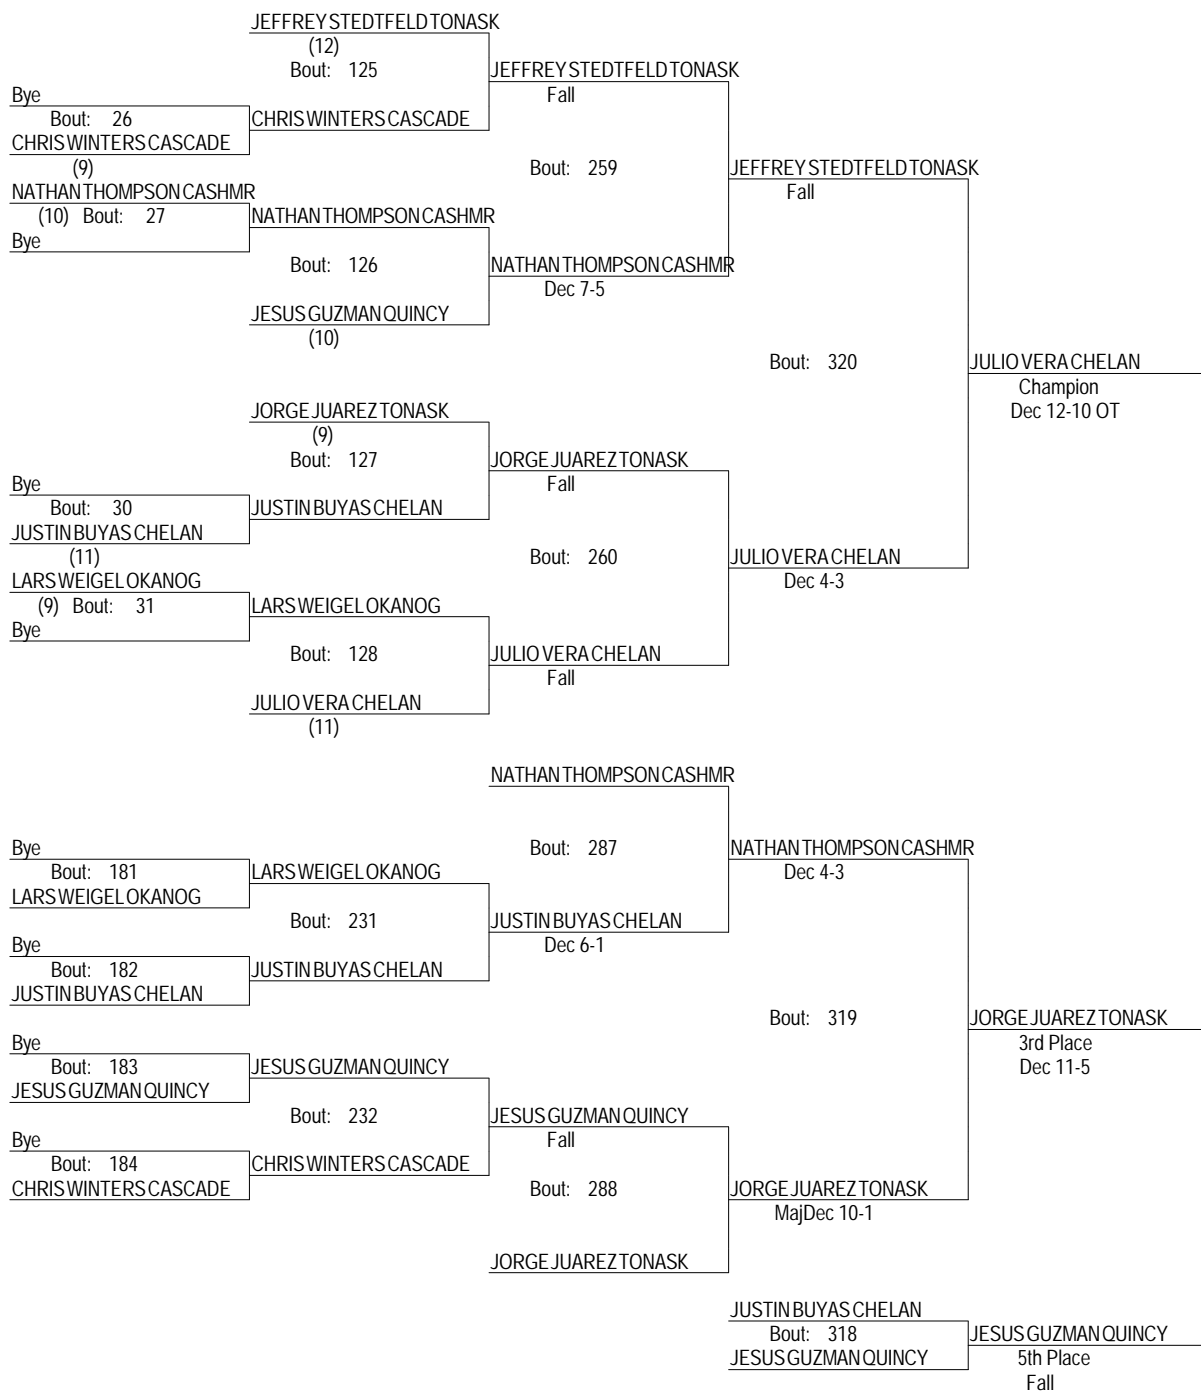 JEFFREY STEDTFELD TONASK
(12)
Bout: 125
JEFFREY STEDTFELD TONASK
Fall
Bye
Bout: 26
CHRIS WINTERS CASCADE
CHRIS WINTERS CASCADE
(9)
Bout: 259
JEFFREY STEDTFELD TONASK
Fall
NATHAN THOMPSON CASHMR
(10) Bout: 27
NATHAN THOMPSON CASHMR
Bye
Bout: 126
NATHAN THOMPSON CASHMR
Dec 7-5
JESUS GUZMAN QUINCY
(10)
Bout: 320
JULIO VERA CHELAN
Champion
Dec 12-10 OT
JORGE JUAREZ TONASK
(9)
Bout: 127
JORGE JUAREZ TONASK
Fall
Bye
Bout: 30
JUSTIN BUYAS CHELAN
JUSTIN BUYAS CHELAN
(11)
Bout: 260
JULIO VERA CHELAN
Dec 4-3
LARS WEIGEL OKANOG
(9) Bout: 31
LARS WEIGEL OKANOG
Bye
Bout: 128
JULIO VERA CHELAN
Fall
JULIO VERA CHELAN
(11)
NATHAN THOMPSON CASHMR
Bout: 287
NATHAN THOMPSON CASHMR
Dec 4-3
Bye
Bout: 181
LARS WEIGEL OKANOG
LARS WEIGEL OKANOG
Bout: 231
JUSTIN BUYAS CHELAN
Dec 6-1
Bye
Bout: 182
JUSTIN BUYAS CHELAN
JUSTIN BUYAS CHELAN
Bout: 319
JORGE JUAREZ TONASK
3rd Place
Dec 11-5
Bye
Bout: 183
JESUS GUZMAN QUINCY
JESUS GUZMAN QUINCY
Bout: 232
JESUS GUZMAN QUINCY
Fall
Bye
Bout: 184
CHRIS WINTERS CASCADE
CHRIS WINTERS CASCADE
Bout: 288
JORGE JUAREZ TONASK
MajDec 10-1
JORGE JUAREZ TONASK
JUSTIN BUYAS CHELAN
Bout: 318
JESUS GUZMAN QUINCY
JESUS GUZMAN QUINCY
5th Place
Fall